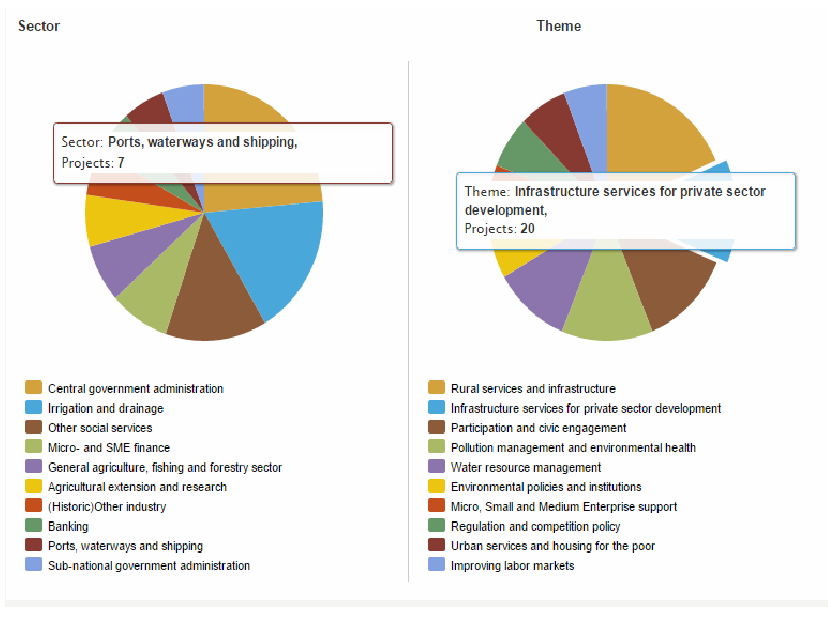 Sector
Sector: Ports, waterways and shipping,
Projects: 7
Central government administration
Irrigation and drainage
Other social services
Micro- and SME finance
General agriculture, fishing and forestry sector
Agricultural extension and research
(Historic)Other industry
Banking
Ports, waterways and shipping
Sub-national government administration
Theme
Theme: Infrastructure services for private sector
development,
Projects: 20
Rural services and infrastructure
Infrastructure services for private sector development
Participation and civic engagement
Pollution management and environmental health
Water resource management
Environmental policies and institutions
Micro, Small and Medium Enterprise support
Regulation and competition policy
Urban services and housing for the poor
Improving labor markets